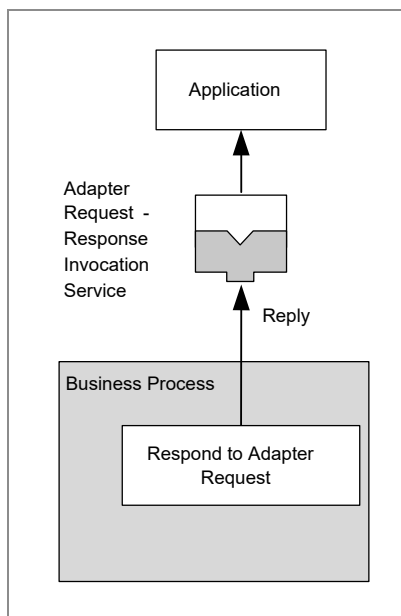 Application
Adapter
Request -
Response
Invocation
Service
Reply
Business Process
Respond to Adapter
Request